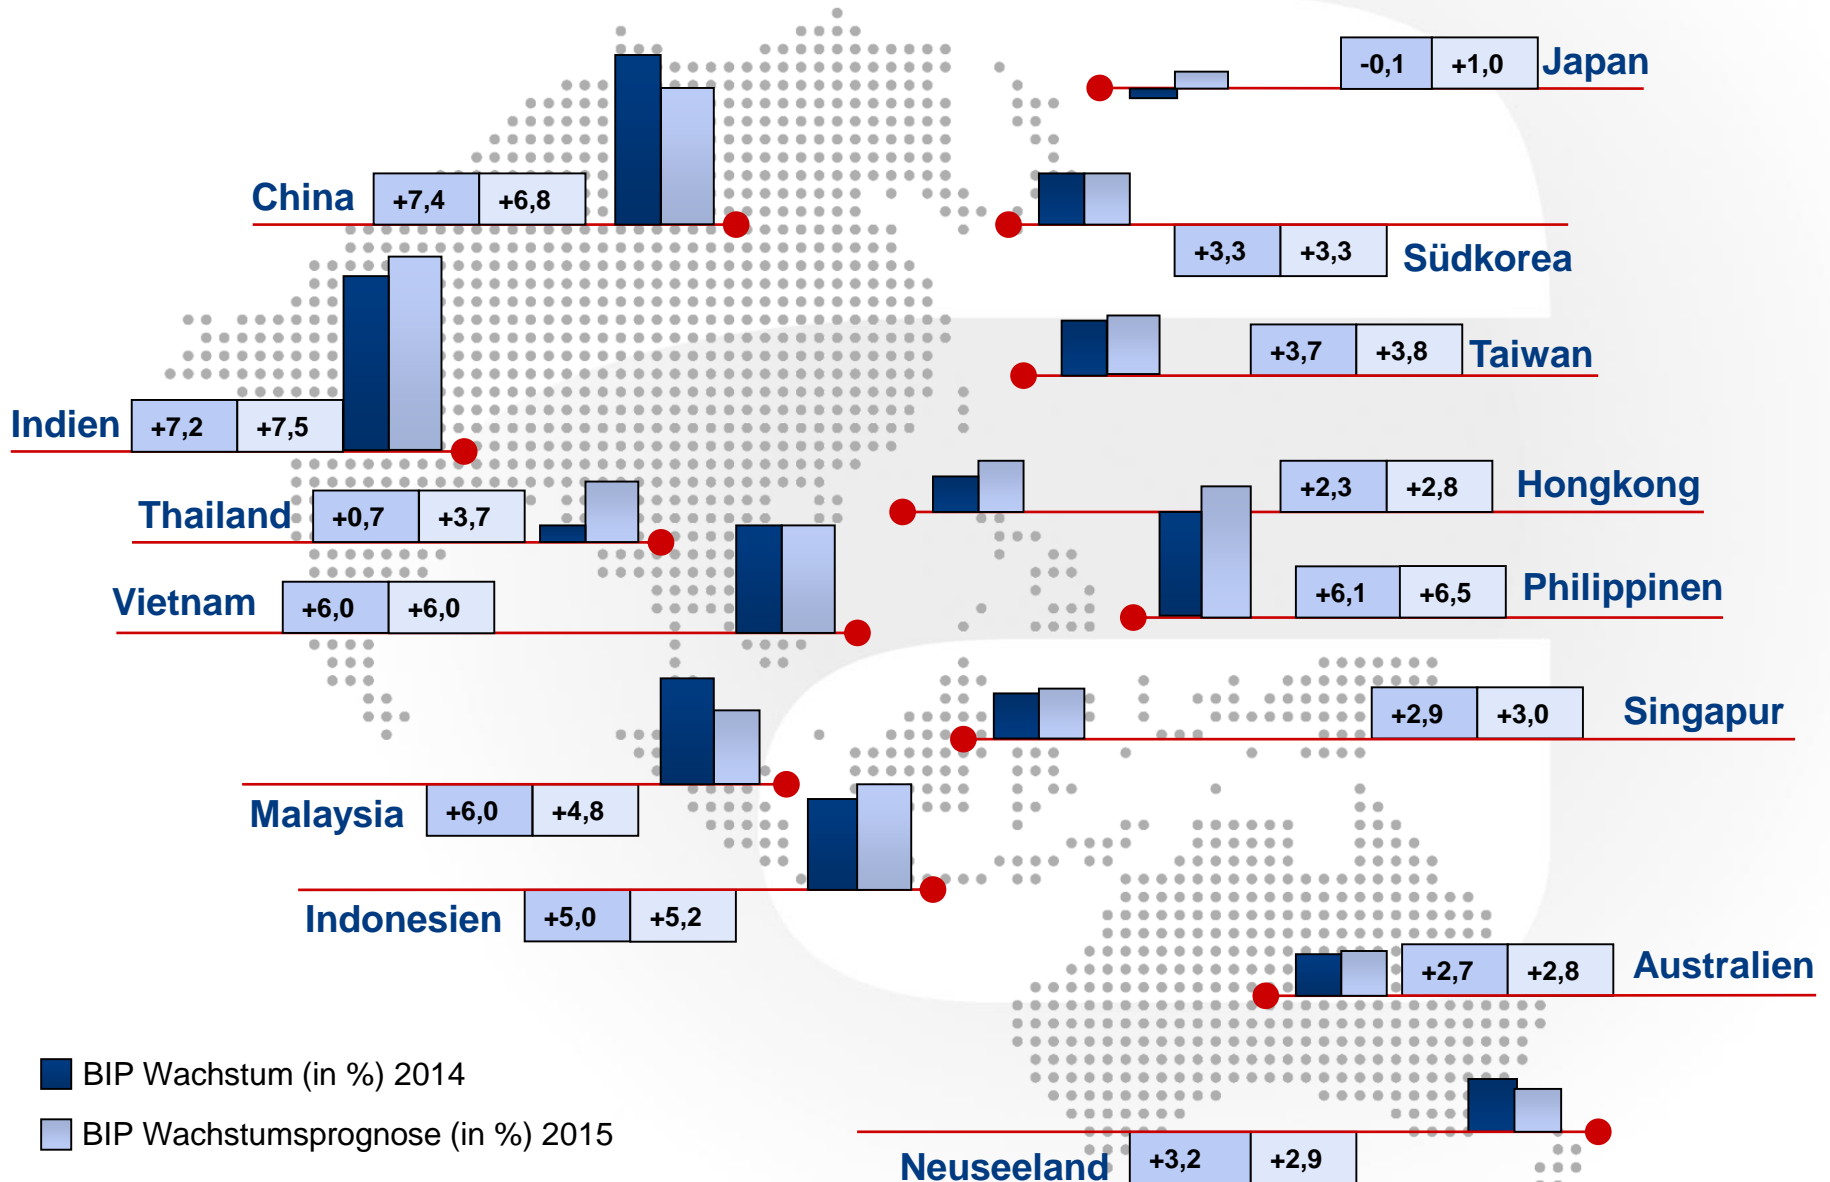 -0,1 +1,0 Japan
China +7,4 +6,8
+3,3 +3,3 Südkorea
+3,7 +3,8 Taiwan
Indien +7,2 +7,5
+2,3 +2,8 Hongkong
Thailand +0,7 +3,7
+6,1 +6,5 Philippinen
Vietnam +6,0 +6,0
+2,9 +3,0 Singapur
Malaysia +6,0 +4,8
Indonesien +5,0 +5,2
+2,7 +2,8 Australien
BIP Wachstum (in %) 2014
BIP Wachstumsprognose (in %) 2015
Neuseeland +3,2 +2,9